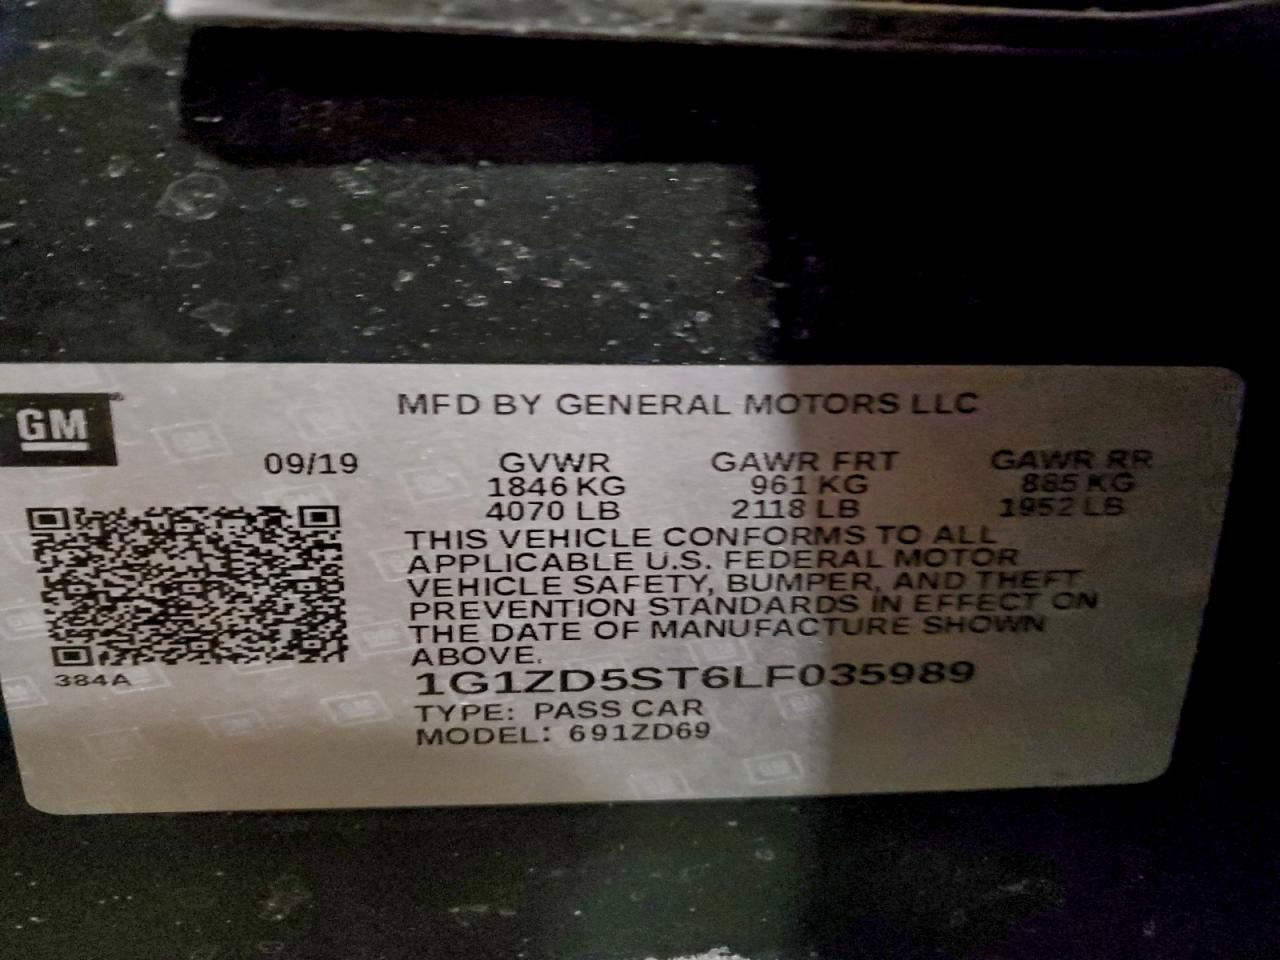 GM
MFD BY GENERAL MOTORS LLC
09/19 GVWR GAWR FRT GAWR RR
1846 KG 961 KG 885 KG
4070 LB 2118 LB 1952 LB
THIS VEHICLE CONFORMS TO ALL
APPLICABLE U.S. FEDERAL MOTOR
VEHICLE SAFETY, BUMPER, AND THEFT
PREVENTION STANDARDS IN EFFECT ON
THE DATE OF MANUFACTURE SHOWN
ABOVE.
384A
1G1ZD5ST6LF035989
TYPE: PASS CAR
MODEL: 691ZD69